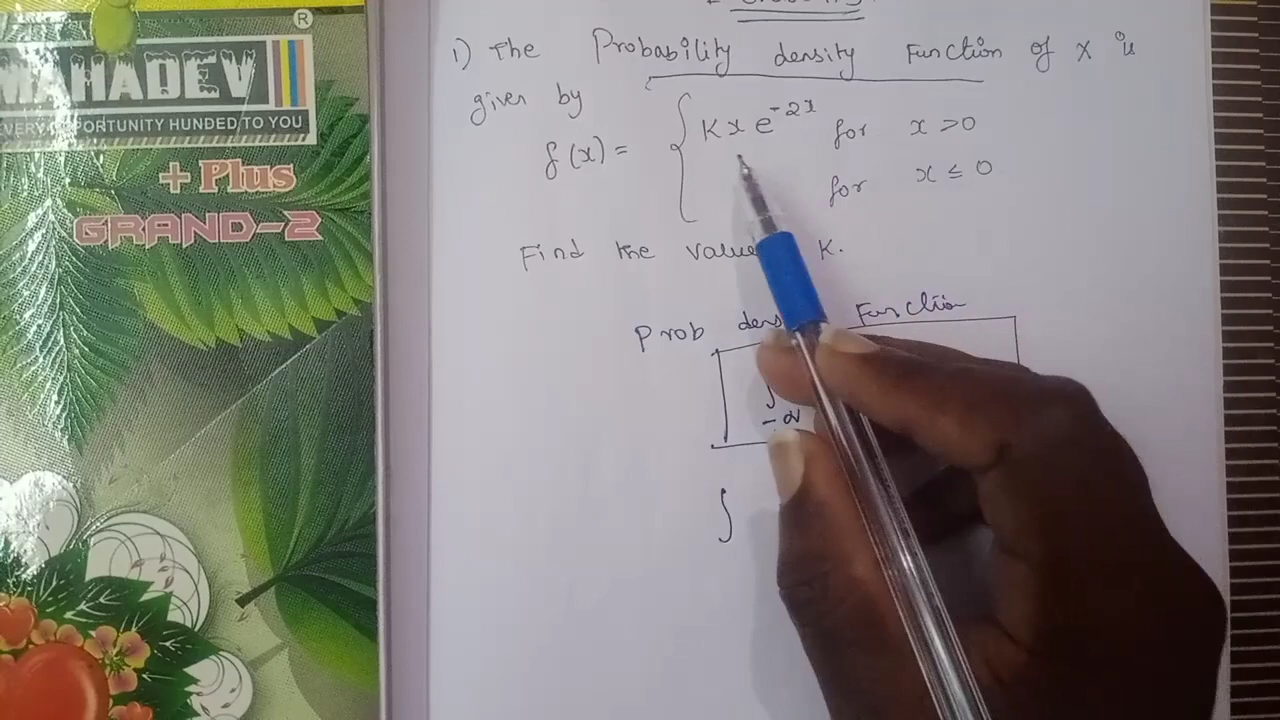 MAHADEV
®
EVERY OPPORTUNITY HUNDED TO YOU
+ Plus
GRAND-2
1) The Probability density Function of x is
given by
f(x) = { K x e^-2x for x > 0
for x ≤ 0
Find the value K.
Prob Function
∫
-α
∫